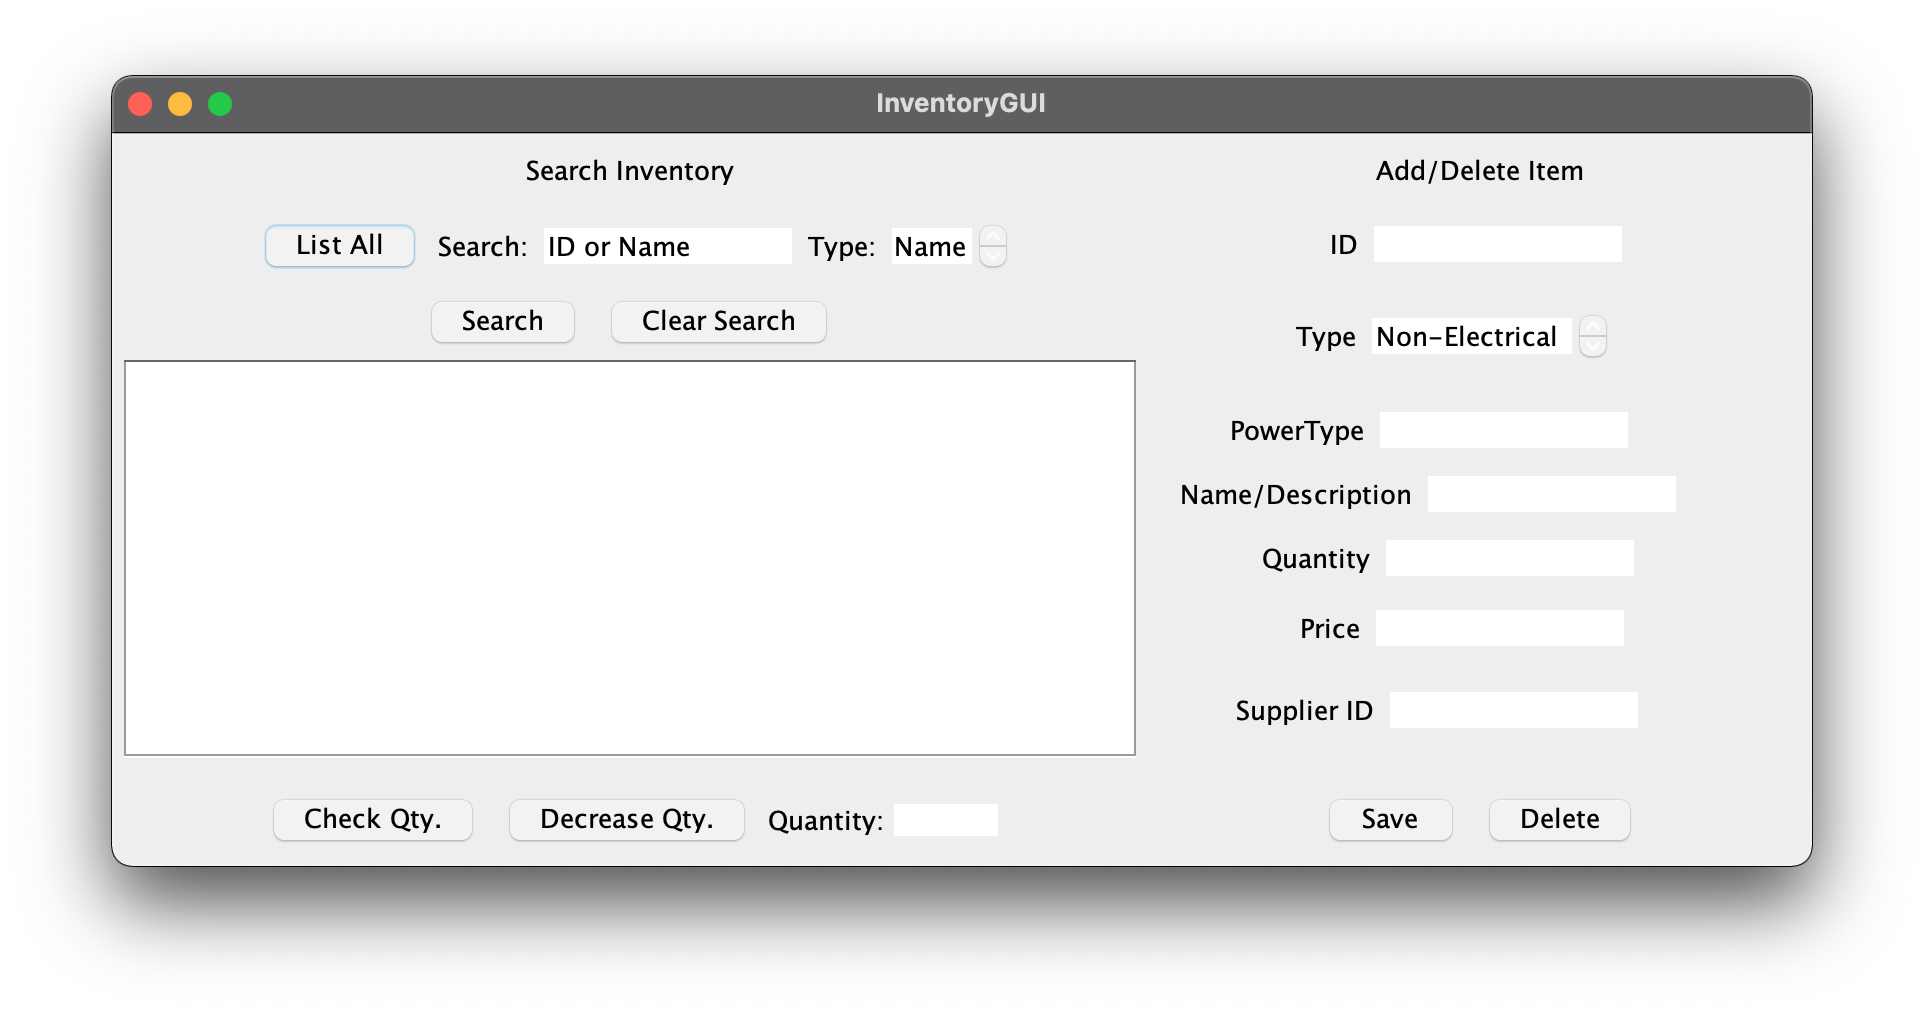 InventoryGUI
Search Inventory
List All Search: ID or Name Type: Name
Search Clear Search
Check Qty. Decrease Qty. Quantity:
Add/Delete Item
ID
Type Non-Electrical
PowerType
Name/Description
Quantity
Price
Supplier ID
Save Delete